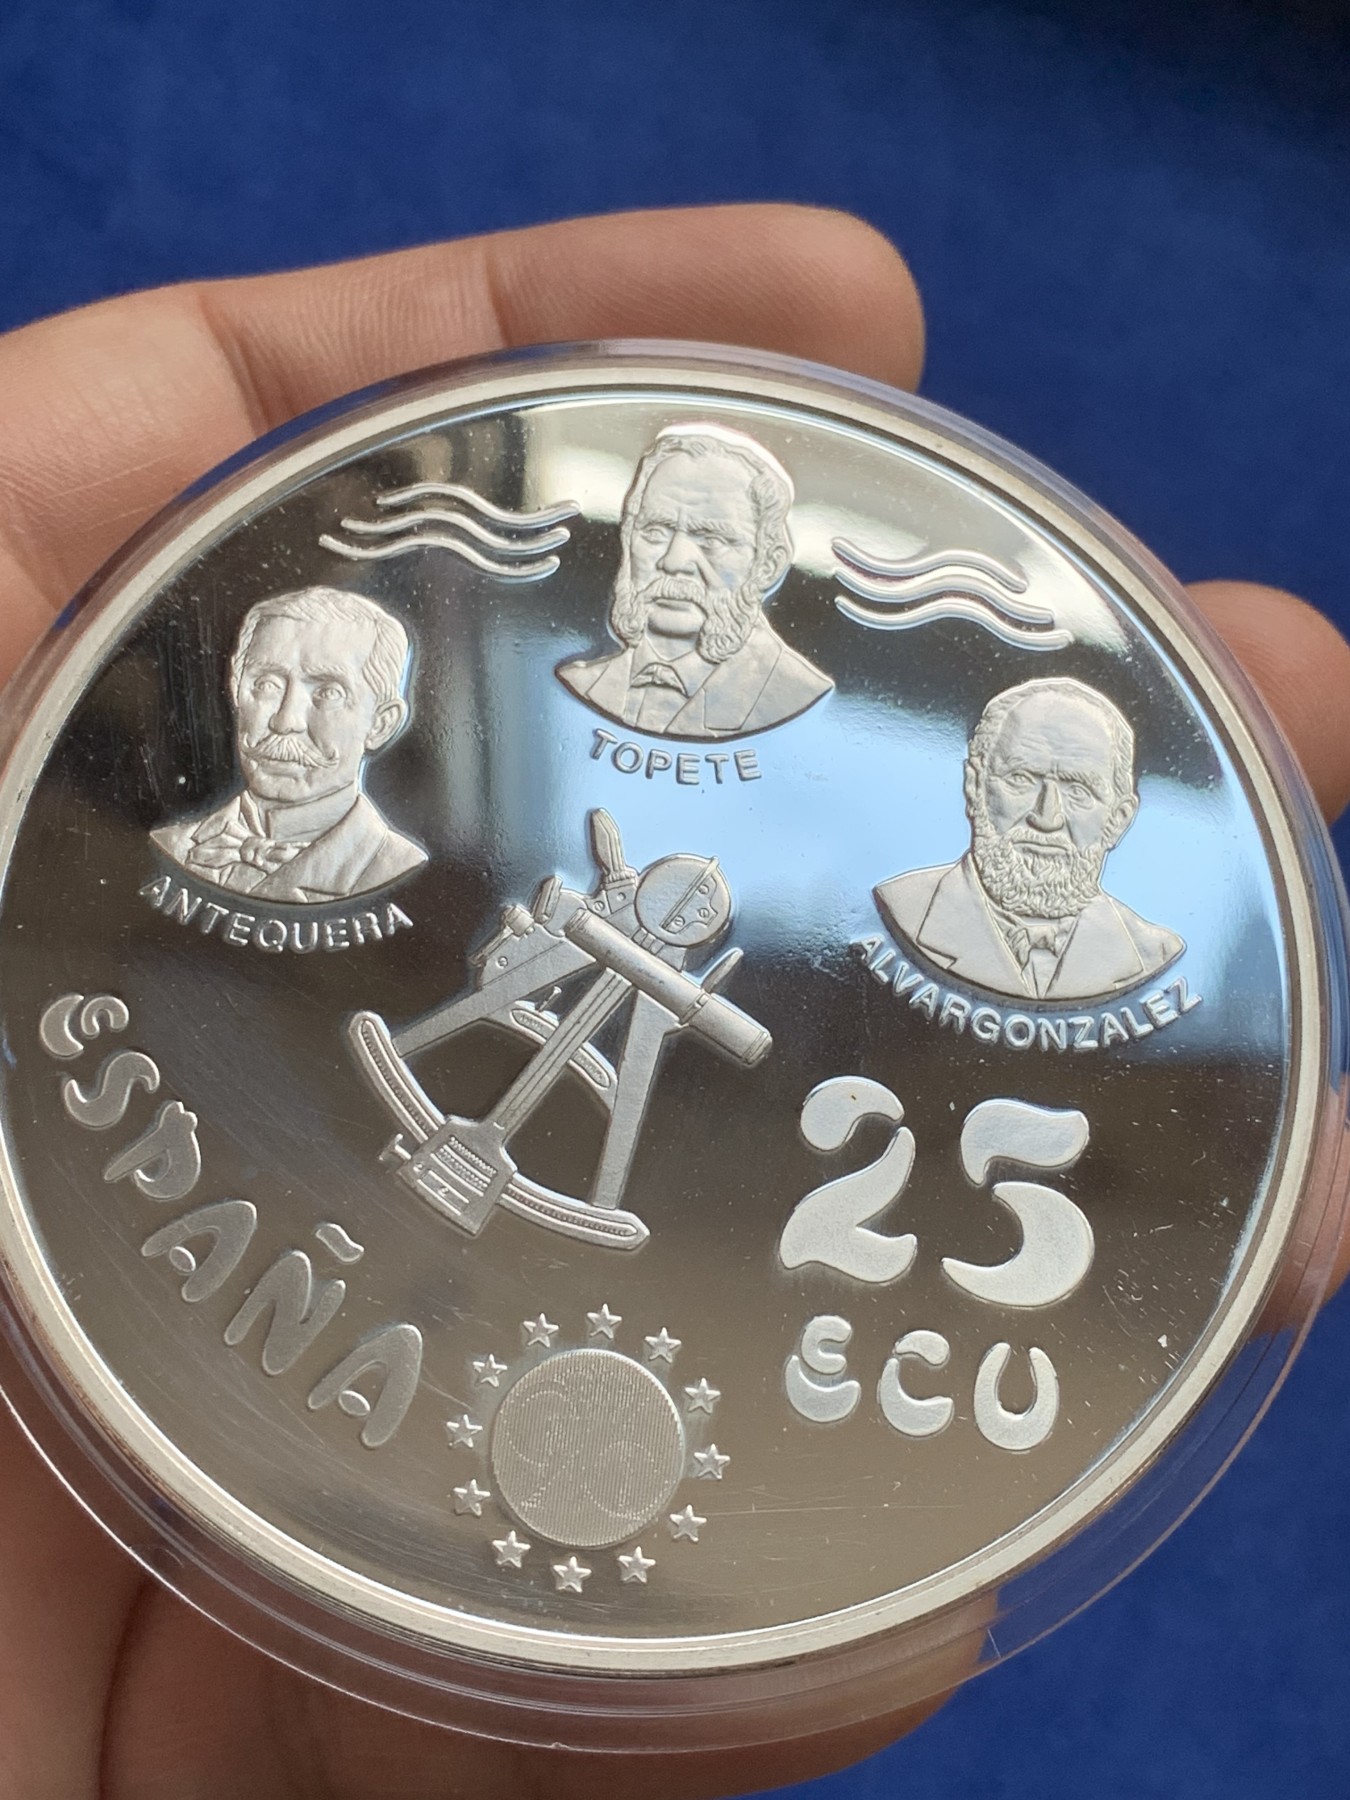 TOPETE
ANTEQUERA
ALVARGONZALEZ
ESPAÑA
25
ECU